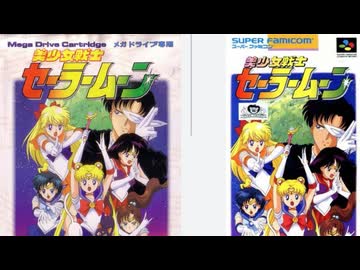 Mega Drive Cartridge メガドライブ専用
美少女戦士
セーラームーン
SUPER FAMICOM
スーパーファミコン
美少女戦士
セーラームーン